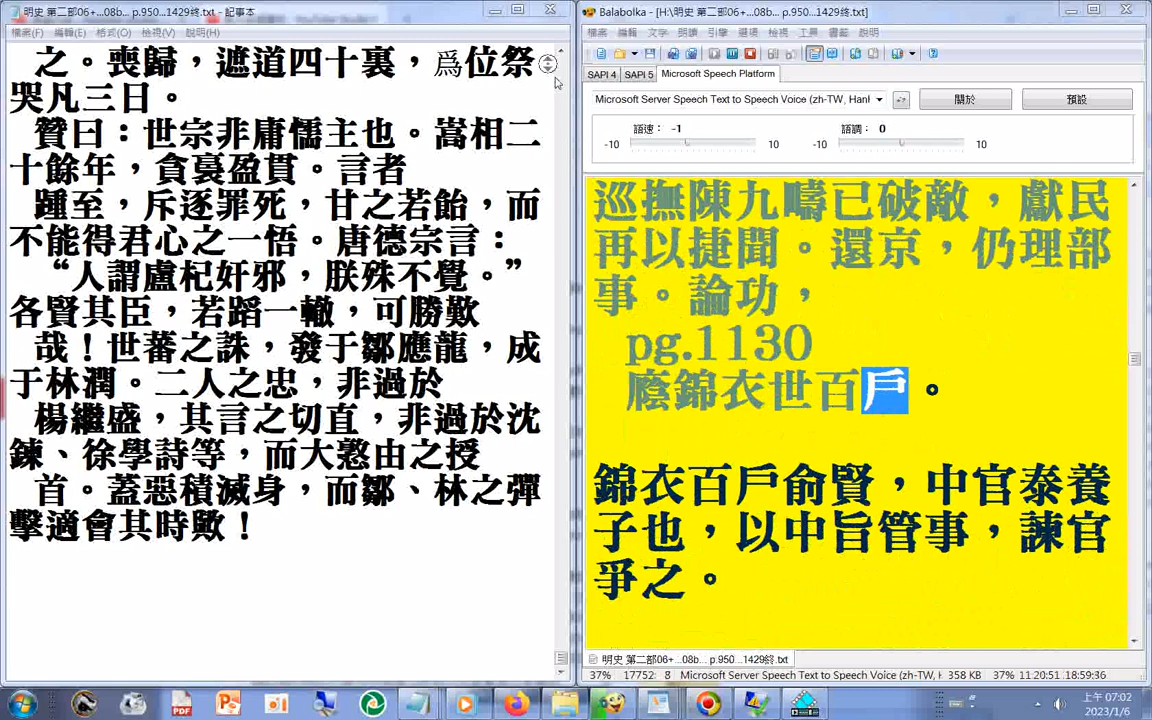 明史 第二部06+...08b... p.950...1429終.txt - 記事本
檔案(F) 編輯(E) 格式(O) 檢視(V) 說明(H)
之。喪歸，遮道四十裏，爲位祭
哭凡三日。
贊曰：世宗非庸懦主也。嵩相二
十餘年，貪袌盈貫。言者
踵至，斥逐罪死，甘之若飴，而
不能得君心之一悟。唐德宗言：
“人謂盧杞奸邪，朕殊不覺。”
各賢其臣，若蹈一轍，可勝歎
哉！世蕃之誅，發于鄒應龍，成
于林潤。二人之忠，非過於
楊繼盛，其言之切直，非過於沈
鍊、徐學詩等，而大憝由之授
首。蓋惡積滅身，而鄒、林之彈
擊適會其時歟！
Balabolka - [H:\明史 第二部06+...08b... p.950...1429終.txt]
檔案 編輯 文字 朗讀 引擎 選項 檢視 工具 書籤 說明
SAPI 4 SAPI 5 Microsoft Speech Platform
Microsoft Server Speech Text to Speech Voice (zh-TW, Hanl
關於 預設
語速： -1 語調： 0
-10 10 -10 10
巡撫陳九疇已破敵，獻民
再以捷聞。還京，仍理部
事。論功，
pg.1130
廕錦衣世百戶。
錦衣百戶俞賢，中官泰養
子也，以中旨管事，諫官
爭之。
明史 第二部06+...08b... p.950...1429終.txt
37% 17752: 8 Microsoft Server Speech Text to Speech Voice (zh-TW, H 358 KB 37% 11:20:51 .18:59:36
上午 07:02
2023/1/6